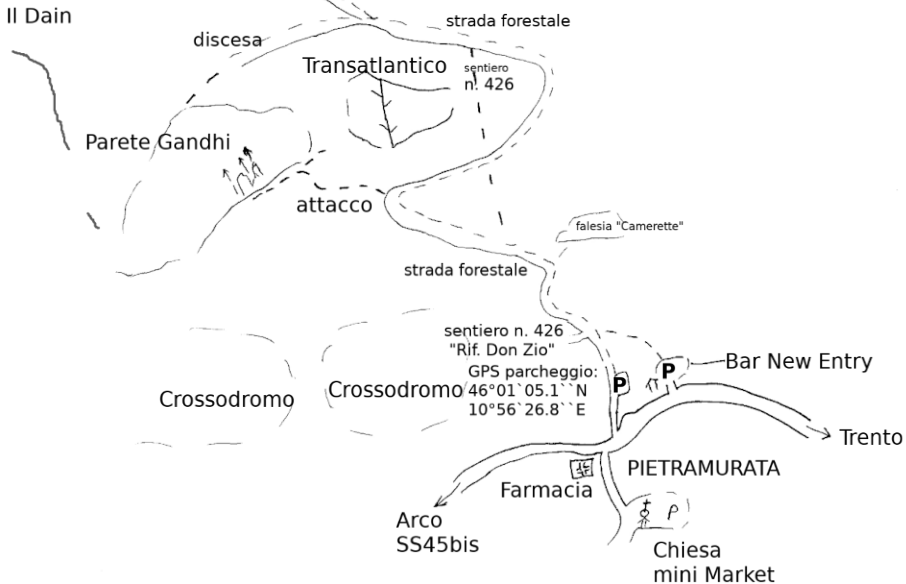 Il Dain
strada forestale
discesa
Transatlantico
sentiero
n. 426
Parete Gandhi
attacco
falesia "Camerette"
strada forestale
sentiero n. 426
"Rif. Don Zio"
GPS parcheggio:
46°01`05.1``N
10°56`26.8``E
P
P
Bar New Entry
Crossodromo
Crossodromo
Trento
PIETRAMURATA
Farmacia
P
Arco
SS45bis
Chiesa
mini Market